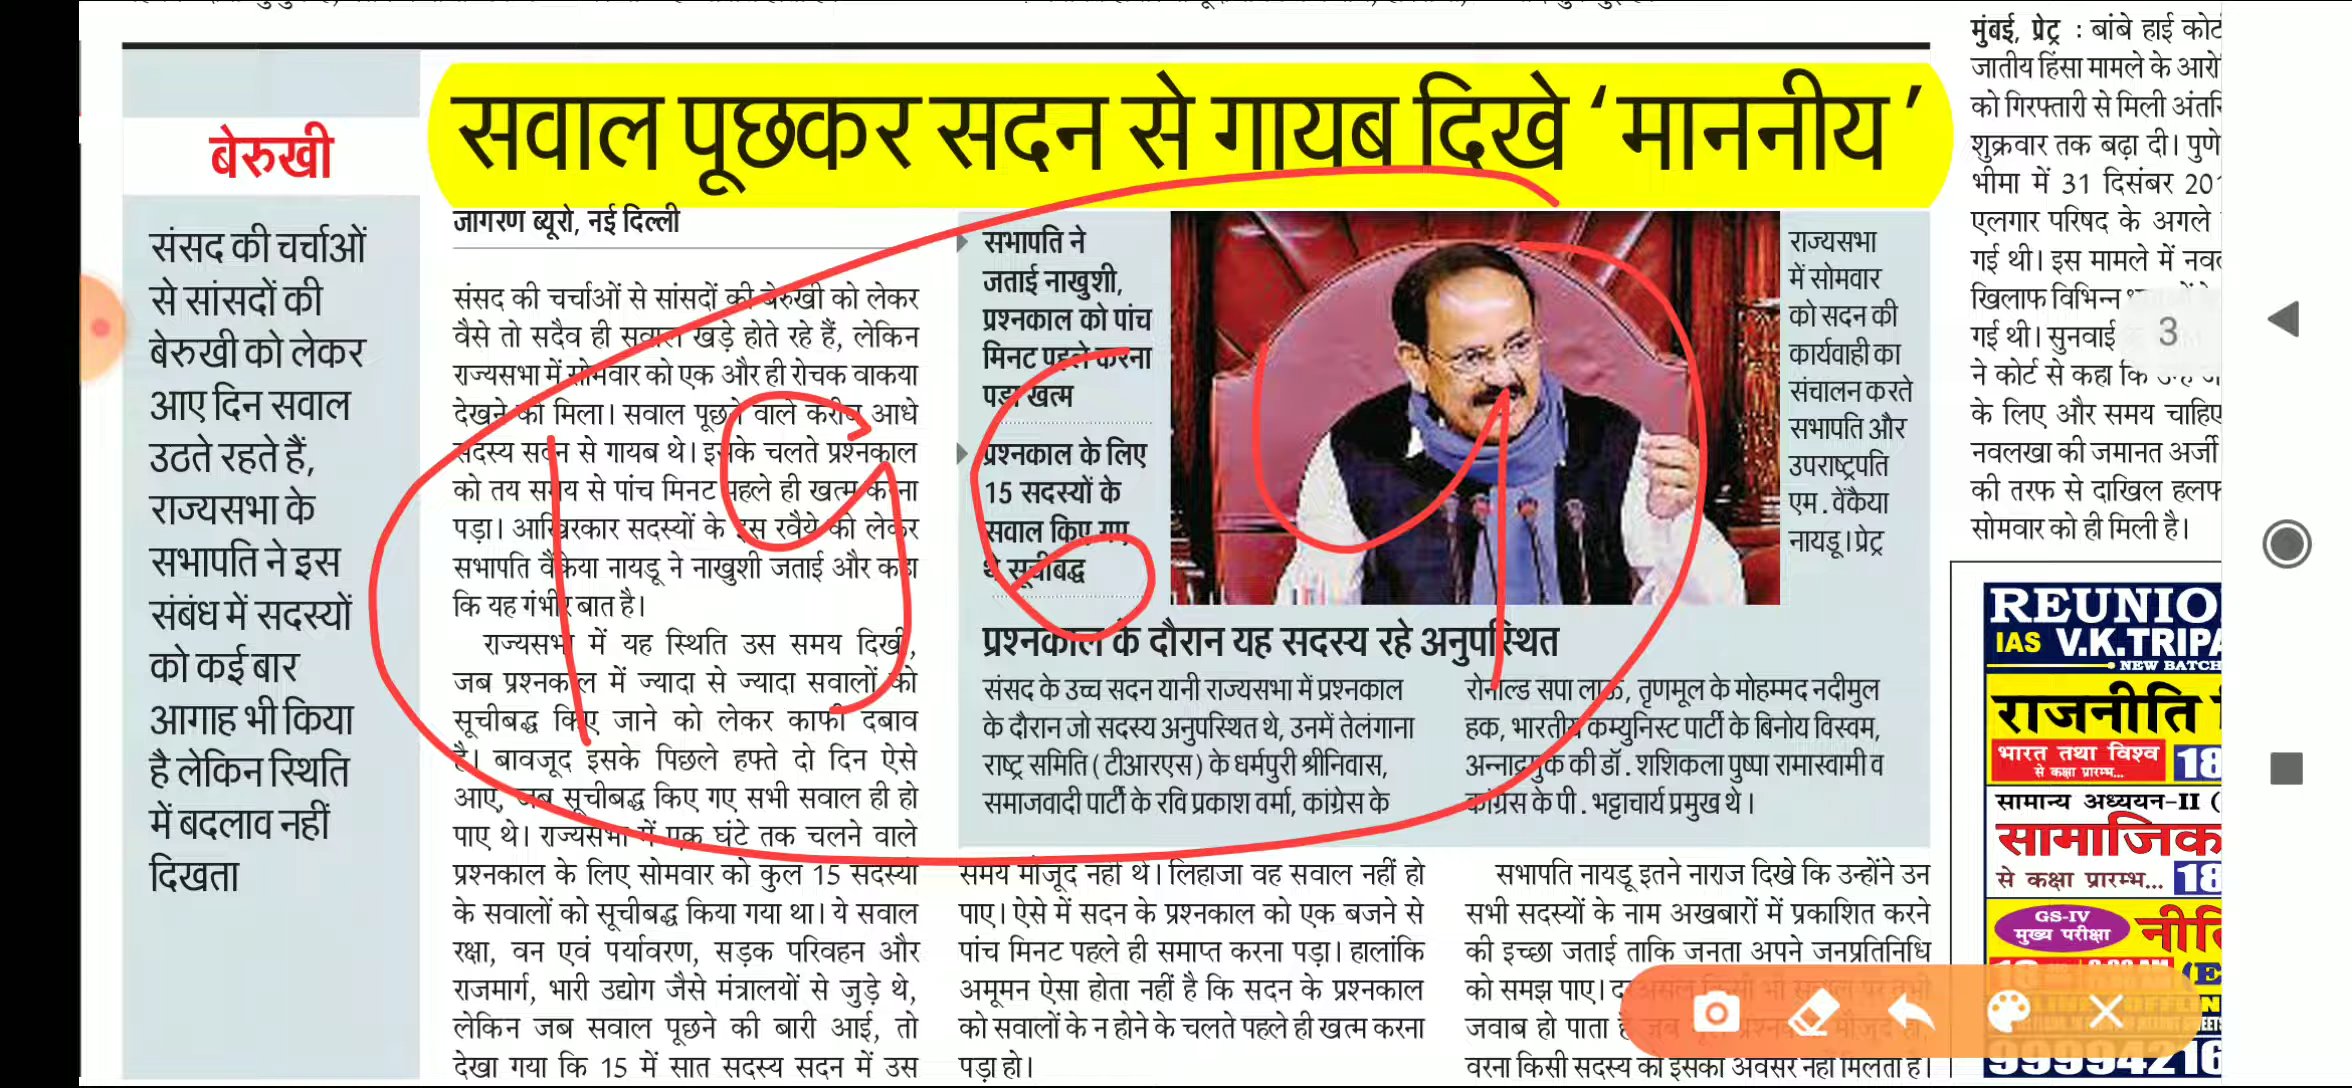 सवाल पूछकर सदन से गायब दिखे ‘माननीय’
बेरुखी
संसद की चर्चाओं
से सांसदों की
बेरुखी को लेकर
आए दिन सवाल
उठते रहते हैं,
राज्यसभा के
सभापति ने इस
संबंध में सदस्यों
को कई बार
आगाह भी किया
है लेकिन स्थिति
में बदलाव नहीं
दिखता
जागरण ब्यूरो, नई दिल्ली
संसद की चर्चाओं से सांसदों की बेरुखी को लेकर
वैसे तो सदैव ही सवाल खड़े होते रहे हैं, लेकिन
राज्यसभा में सोमवार को एक और ही रोचक वाकया
देखने को मिला। सवाल पूछने वाले करीब आधे
सदस्य सदन से गायब थे। इसके चलते प्रश्नकाल
को तय समय से पांच मिनट पहले ही खत्म करना
पड़ा। आखिरकार सदस्यों के इस रवैये को लेकर
सभापति वेंकैया नायडू ने नाखुशी जताई और कहा
कि यह गंभीर बात है।
राज्यसभा में यह स्थिति उस समय दिखी,
जब प्रश्नकाल में ज्यादा से ज्यादा सवालों को
सूचीबद्ध किए जाने को लेकर काफी दबाव
है। बावजूद इसके पिछले हफ्ते दो दिन ऐसे
आए, जब सूचीबद्ध किए गए सभी सवाल ही हो
पाए थे। राज्यसभा में एक घंटे तक चलने वाले
प्रश्नकाल के लिए सोमवार को कुल 15 सदस्यों
के सवालों को सूचीबद्ध किया गया था। ये सवाल
रक्षा, वन एवं पर्यावरण, सड़क परिवहन और
राजमार्ग, भारी उद्योग जैसे मंत्रालयों से जुड़े थे,
लेकिन जब सवाल पूछने की बारी आई, तो
देखा गया कि 15 में सात सदस्य सदन में उस
सभापति ने
जताई नाखुशी,
प्रश्नकाल को पांच
मिनट पहले करना
पड़ा खत्म
प्रश्नकाल के लिए
15 सदस्यों के
सवाल किए गए
थे सूचीबद्ध
राज्यसभा
में सोमवार
को सदन की
कार्यवाही का
संचालन करते
सभापति और
उपराष्ट्रपति
एम. वेंकैया
नायडू। प्रेट्र
प्रश्नकाल के दौरान यह सदस्य रहे अनुपस्थित
संसद के उच्च सदन यानी राज्यसभा में प्रश्नकाल
के दौरान जो सदस्य अनुपस्थित थे, उनमें तेलंगाना
राष्ट्र समिति (टीआरएस) के धर्मपुरी श्रीनिवास,
समाजवादी पार्टी के रवि प्रकाश वर्मा, कांग्रेस के
रोनाल्ड सपा लाऊ, तृणमूल के मोहम्मद नदीमुल
हक, भारतीय कम्युनिस्ट पार्टी के बिनोय विस्वम,
अन्नाद्रमुक की डॉ. शशिकला पुष्पा रामास्वामी व
कांग्रेस के पी. भट्टाचार्य प्रमुख थे।
समय मौजूद नहीं थे। लिहाजा वह सवाल नहीं हो
पाए। ऐसे में सदन के प्रश्नकाल को एक बजने से
पांच मिनट पहले ही समाप्त करना पड़ा। हालांकि
अमूमन ऐसा होता नहीं है कि सदन के प्रश्नकाल
को सवालों के न होने के चलते पहले ही खत्म करना
पड़ा हो।
सभापति नायडू इतने नाराज दिखे कि उन्होंने उन
सभी सदस्यों के नाम अखबारों में प्रकाशित करने
की इच्छा जताई ताकि जनता अपने जनप्रतिनिधि
को समझ पाए।
जवाब हो पाता
वरना किसी सदस्य को इसका अवसर नहीं मिलता है।
मुंबई, प्रेट्र : बांबे हाई कोर्ट
जातीय हिंसा मामले के
को गिरफ्तारी से मिली
शुक्रवार तक बढ़ा दी। पुणे
भीमा में 31 दिसंबर
एलगार परिषद के अगले
गई थी। इस मामले में
खिलाफ विभिन्न
गई थी। सुनवाई
ने कोर्ट से कहा कि
के लिए और समय चाहिए
नवलखा की जमानत अर्जी
की तरफ से दाखिल
सोमवार को ही मिली है।
3
REUNIO
IAS V.K.TRIPA
NEW BATCH
राजनीति
भारत तथा विश्व
से कक्षा प्रारम्भ... 18
सामान्य अध्ययन-II (
सामाजिक
से कक्षा प्रारम्भ... 18
GS-IV
मुख्य परीक्षा
99994216